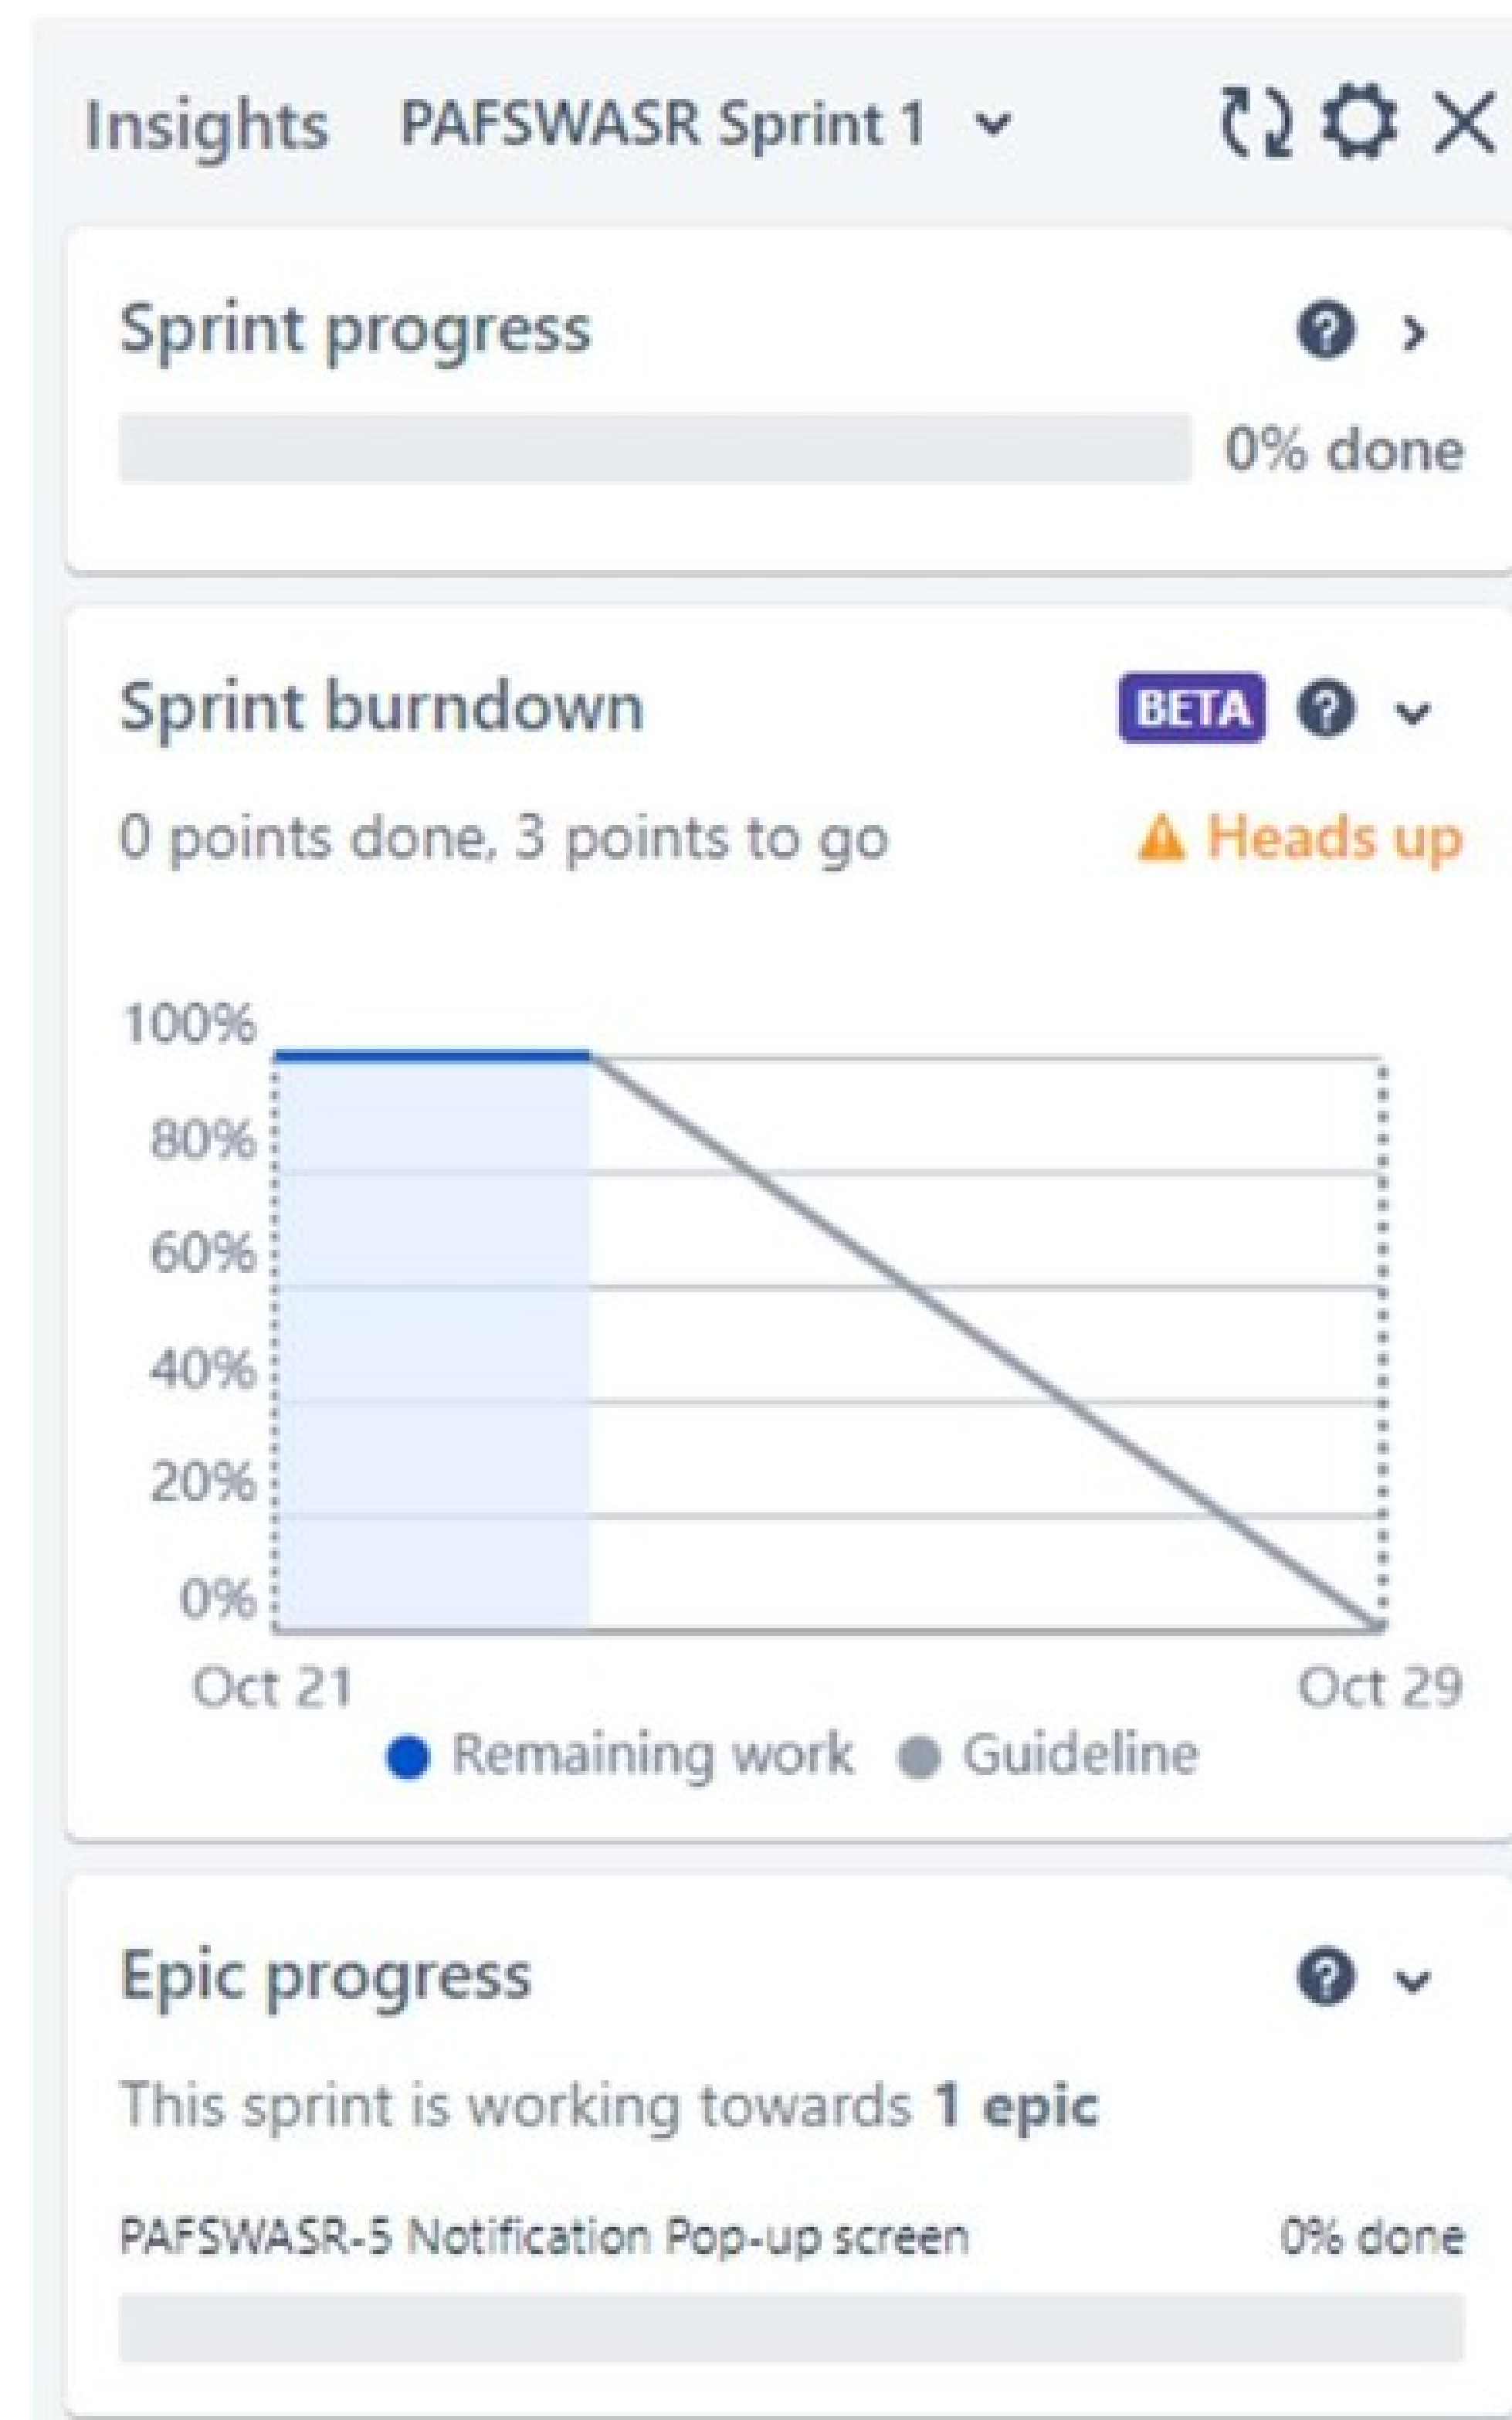 Insights PAFSWASR Sprint 1
Sprint progress
0% done
Sprint burndown BETA
0 points done, 3 points to go Heads up
100%
80%
60%
40%
20%
0%
Oct 21 Oct 29
Remaining work Guideline
Epic progress
This sprint is working towards 1 epic
PAFSWASR-5 Notification Pop-up screen 0% done